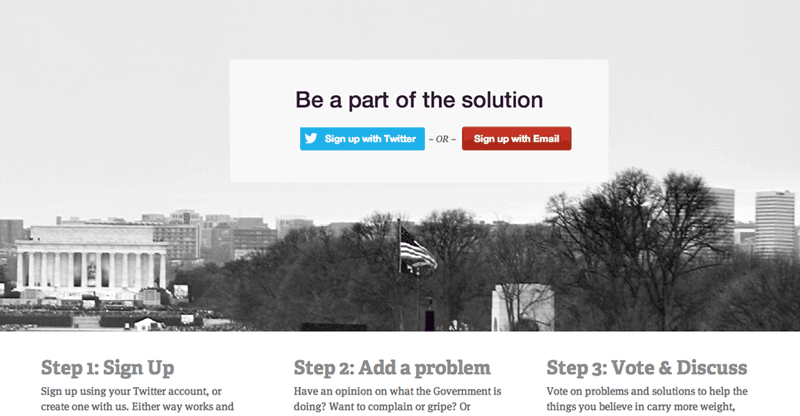 Be a part of the solution
Sign up with Twitter ~ OR ~ Sign up with Email
Step 1: Sign Up
Sign up using your Twitter account, or
create one with us. Either way works and
Step 2: Add a problem
Have an opinion on what the Government is
doing? Want to complain or gripe? Or
Step 3: Vote & Discuss
Vote on problems and solutions to help the
things you believe in carry more weight,